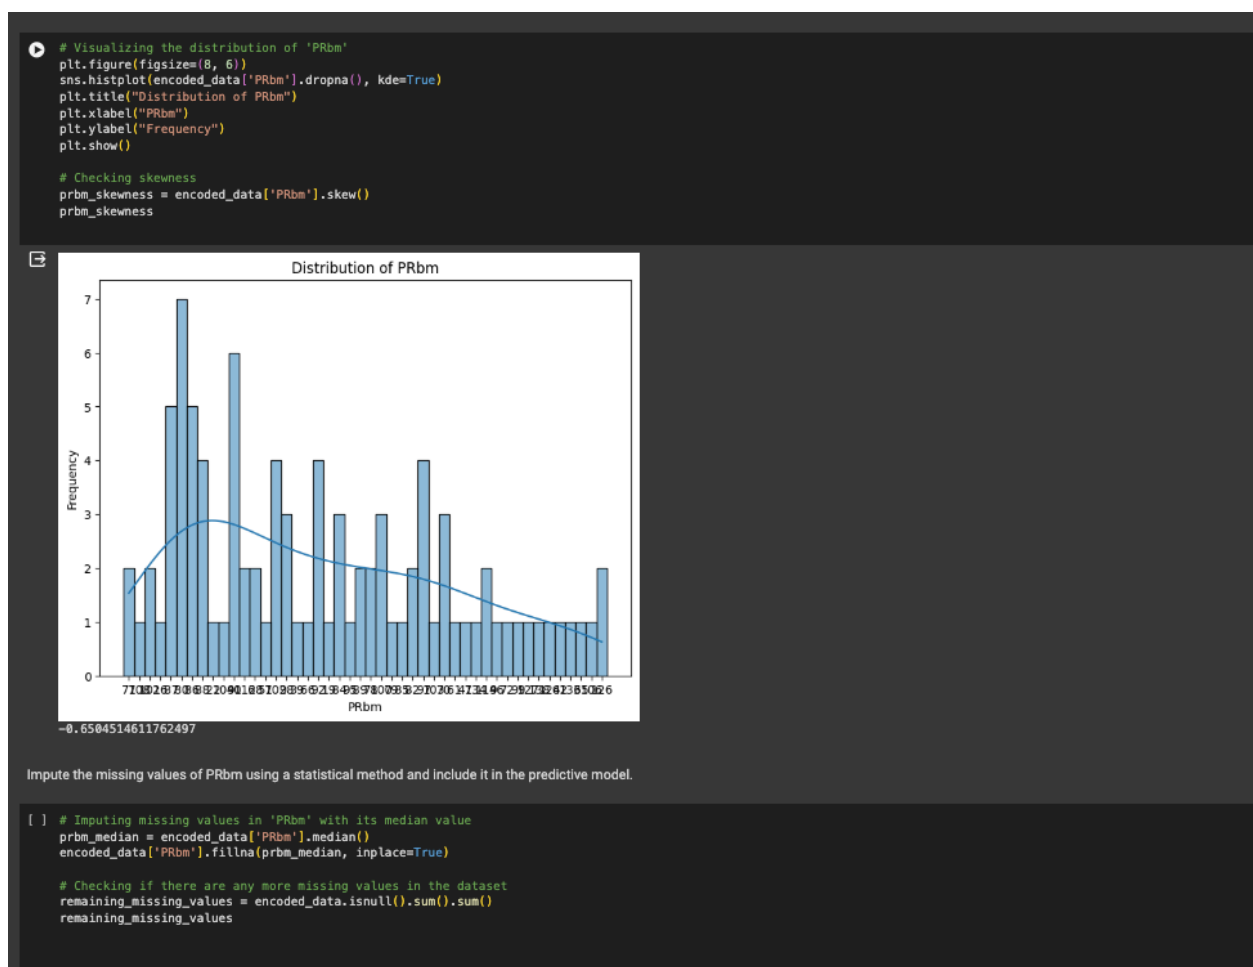 # Visualizing the distribution of 'PRbm'
plt.figure(figsize=(8, 6))
sns.histplot(encoded_data['PRbm'].dropna(), kde=True)
plt.title("Distribution of PRbm")
plt.xlabel("PRbm")
plt.ylabel("Frequency")
plt.show()
# Checking skewness
prbm_skewness = encoded_data['PRbm'].skew()
prbm_skewness
Distribution of PRbm
7
6
5
4
3
2
1
0
Frequency
PRbm
-0.6504514611762497
Impute the missing values of PRbm using a statistical method and include it in the predictive model.
[ ] # Imputing missing values in 'PRbm' with its median value
prbm_median = encoded_data['PRbm'].median()
encoded_data['PRbm'].fillna(prbm_median, inplace=True)
# Checking if there are any more missing values in the dataset
remaining_missing_values = encoded_data.isnull().sum().sum()
remaining_missing_values